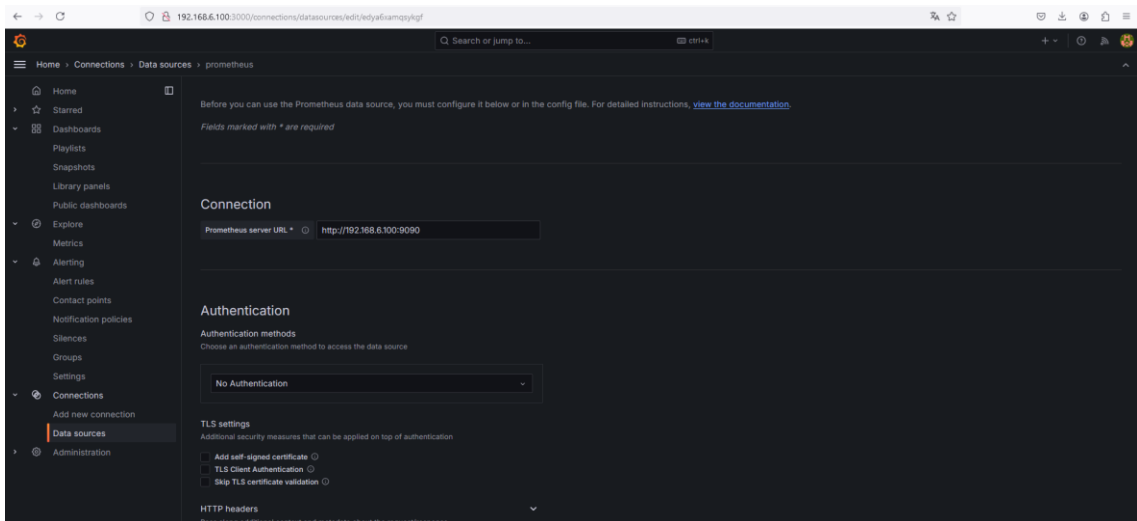 192.168.6.100:3000/connections/datasources/edit/edya6xamqsykgf
Search or jump to...
ctrl+k
Home › Connections › Data sources › prometheus
Home
Starred
Dashboards
Playlists
Snapshots
Library panels
Public dashboards
Explore
Metrics
Alerting
Alert rules
Contact points
Notification policies
Silences
Groups
Settings
Connections
Add new connection
Data sources
Administration
Before you can use the Prometheus data source, you must configure it below or in the config file. For detailed instructions, view the documentation.
Fields marked with * are required
Connection
Prometheus server URL *
http://192.168.6.100:9090
Authentication
Authentication methods
Choose an authentication method to access the data source
No Authentication
TLS settings
Additional security measures that can be applied on top of authentication
Add self-signed certificate
TLS Client Authentication
Skip TLS certificate validation
HTTP headers